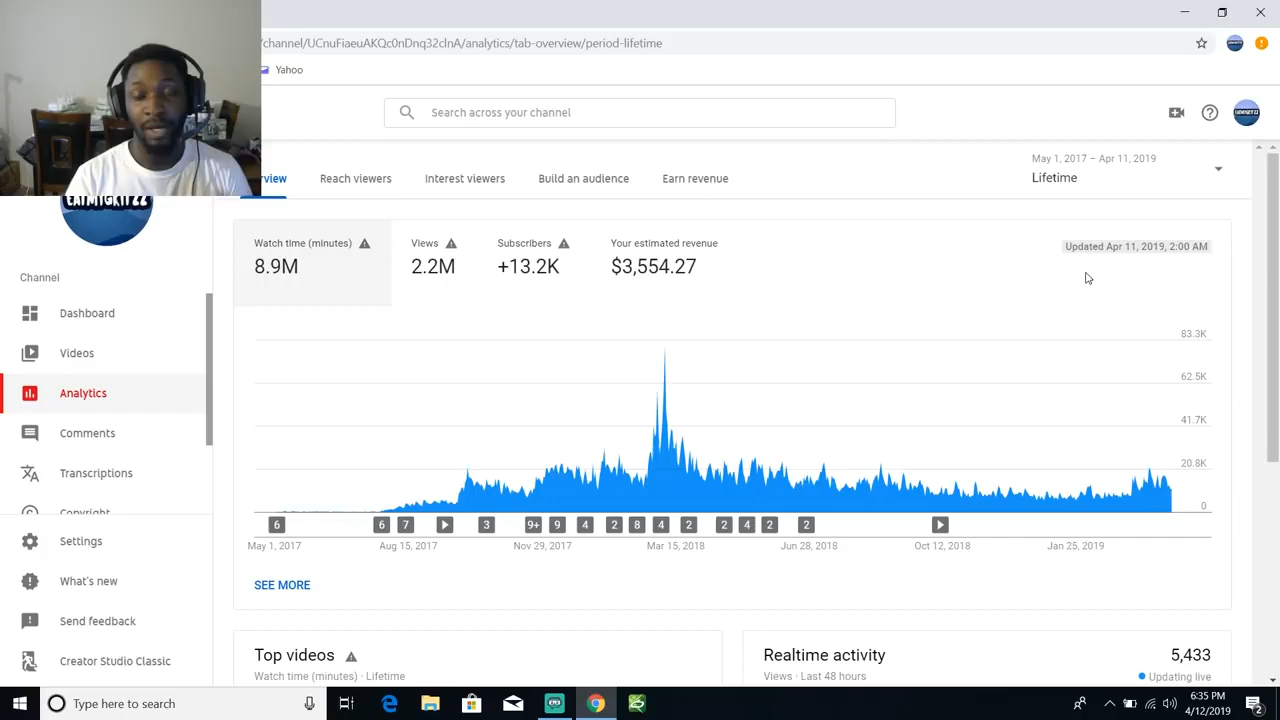 /channel/UCnuFiaeuAKQc0nDnq32clnA/analytics/tab-overview/period-lifetime
Yahoo
Search across your channel
EATMYGRITZZ
rview
Reach viewers
Interest viewers
Build an audience
Earn revenue
May 1, 2017 – Apr 11, 2019
Lifetime
Watch time (minutes)
8.9M
Views
2.2M
Subscribers
+13.2K
Your estimated revenue
$3,554.27
Updated Apr 11, 2019, 2:00 AM
83.3K
62.5K
41.7K
20.8K
0
6 6 7 3 9+ 9 4 2 8 4 2 2 4 2 2
May 1, 2017 Aug 15, 2017 Nov 29, 2017 Mar 15, 2018 Jun 28, 2018 Oct 12, 2018 Jan 25, 2019
SEE MORE
Top videos
Watch time (minutes) · Lifetime
Realtime activity
5,433
Views · Last 48 hours
Updating live
Channel
Dashboard
Videos
Analytics
Comments
Transcriptions
Copyright
Settings
What's new
Send feedback
Creator Studio Classic
Type here to search
6:35 PM
4/12/2019
2